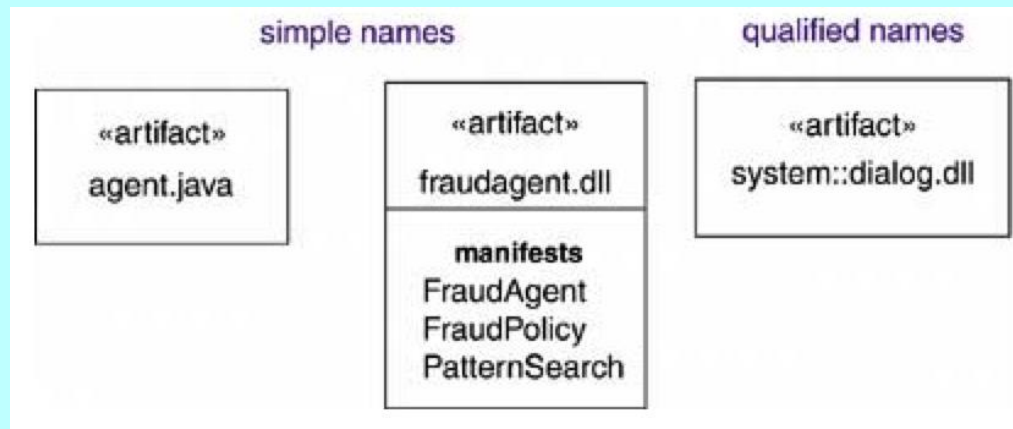 simple names
qualified names
«artifact»
agent.java
«artifact»
fraudagent.dll
manifests
FraudAgent
FraudPolicy
PatternSearch
«artifact»
system::dialog.dll